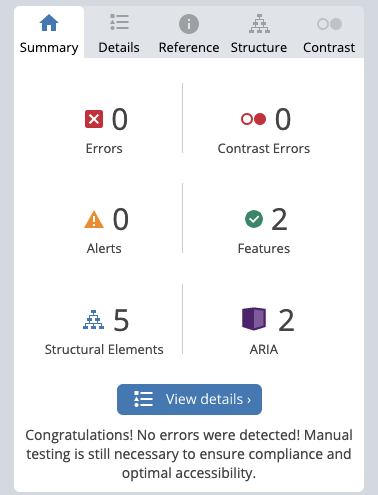 Summary Details Reference Structure Contrast
0 0
Errors Contrast Errors
0 2
Alerts Features
5 2
Structural Elements ARIA
View details ›
Congratulations! No errors were detected! Manual
testing is still necessary to ensure compliance and
optimal accessibility.